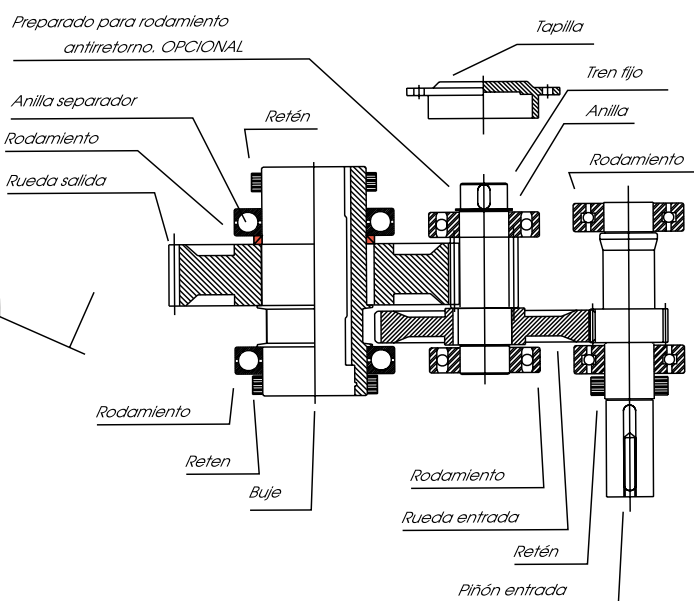 Preparado para rodamiento
antirretorno. OPCIONAL
Tapilla
Tren fijo
Anilla separador
Retén
Anilla
Rodamiento
Rodamiento
Rueda salida
Rodamiento
Reten
Rodamiento
Buje
Rueda entrada
Retén
Piñón entrada